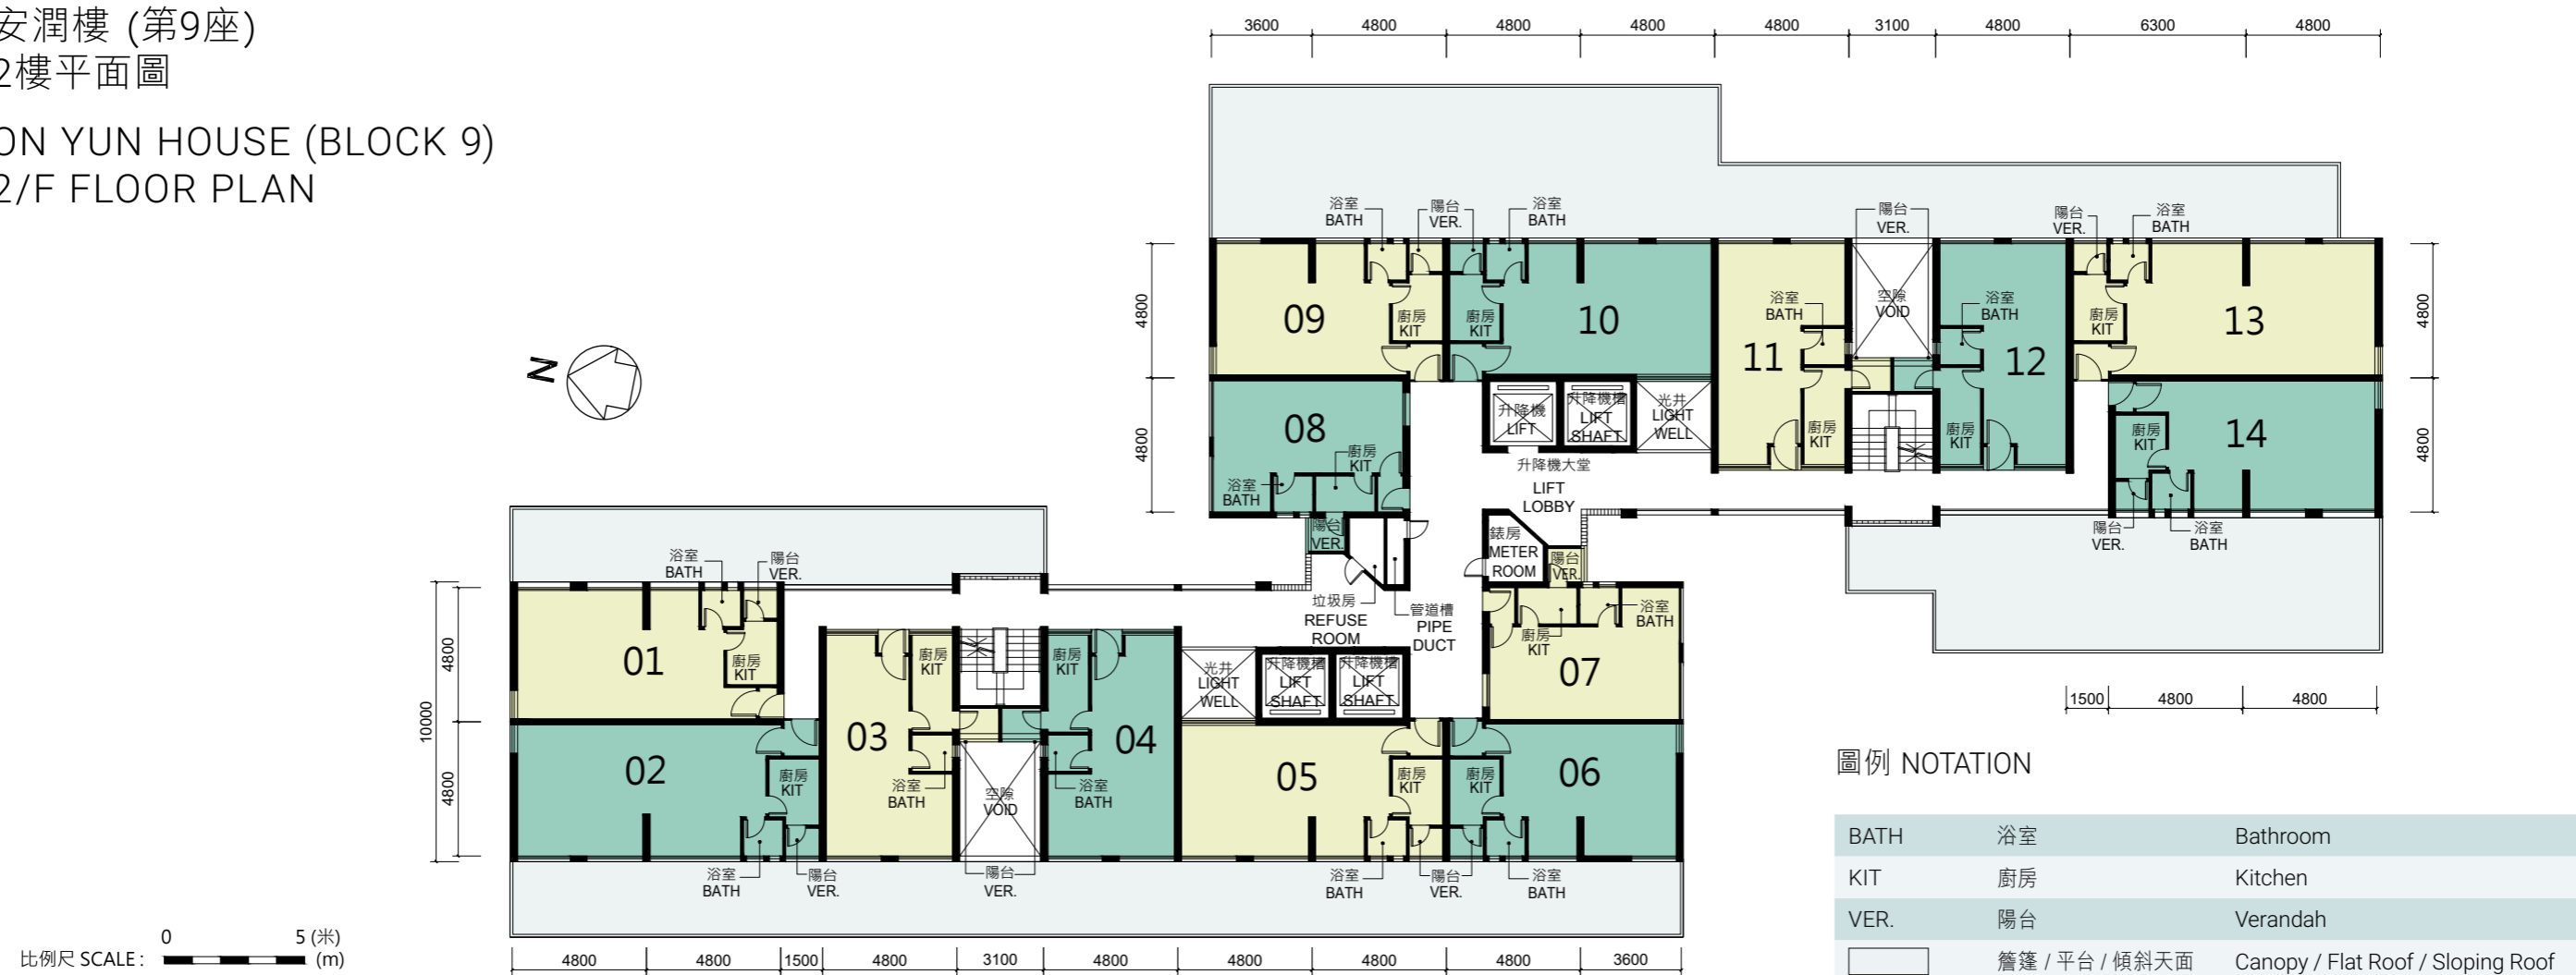 安潤樓 (第9座)
2樓平面圖
ON YUN HOUSE (BLOCK 9)
2/F FLOOR PLAN
3600 4800 4800 4800 4800 3100 4800 6300 4800
浴室
BATH
陽台
VER.
浴室
BATH
陽台
VER.
陽台
VER.
浴室
BATH
4800
4800
09
廚房
KIT
廚房
KIT
10
浴室
BATH
11
廚房
KIT
空隙
VOID
浴室
BATH
12
廚房
KIT
廚房
KIT
13
4800
4800
08
廚房
KIT
浴室
BATH
陽台
VER.
升降機
LIFT
升降機槽
LIFT
SHAFT
光井
LIGHT
WELL
升降機大堂
LIFT
LOBBY
廚房
KIT
14
陽台
VER.
浴室
BATH
錶房
METER
ROOM
陽台
VER.
N
浴室
BATH
陽台
VER.
10000
4800
4800
01
廚房
KIT
02
廚房
KIT
浴室
BATH
陽台
VER.
03
廚房
KIT
浴室
BATH
空隙
VOID
陽台
VER.
廚房
KIT
04
浴室
BATH
垃圾房
REFUSE
ROOM
管道槽
PIPE
DUCT
光井
LIGHT
WELL
升降機槽
LIFT
SHAFT
升降機槽
LIFT
SHAFT
廚房
KIT
浴室
BATH
07
05
廚房
KIT
廚房
KIT
06
浴室
BATH
陽台
VER.
浴室
BATH
1500 4800 4800
圖例 NOTATION
BATH 浴室 Bathroom
KIT 廚房 Kitchen
VER. 陽台 Verandah
簷篷 / 平台 / 傾斜天面 Canopy / Flat Roof / Sloping Roof
比例尺 SCALE : 0 5 (米)
(m)
4800 4800 1500 4800 3100 4800 4800 4800 4800 3600